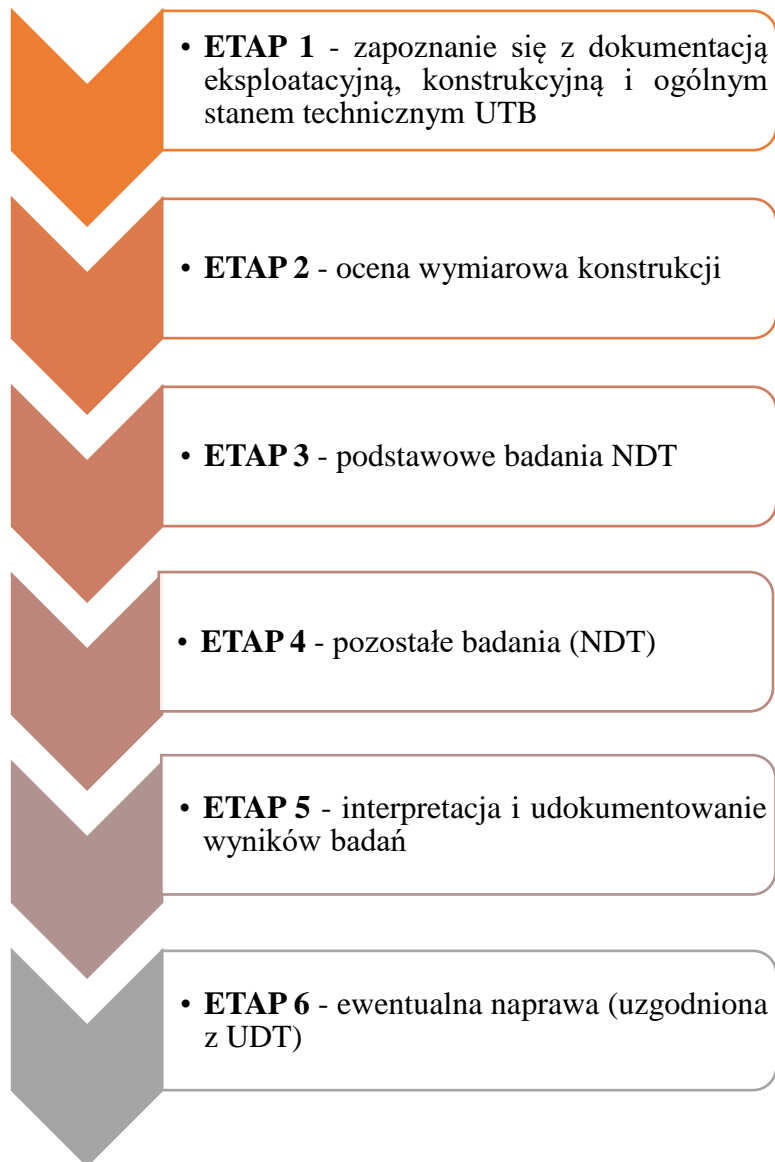 • ETAP 1 - zapoznanie się z dokumentacją
eksploatacyjną, konstrukcyjną i ogólnym
stanem technicznym UTB
• ETAP 2 - ocena wymiarowa konstrukcji
• ETAP 3 - podstawowe badania NDT
• ETAP 4 - pozostałe badania (NDT)
• ETAP 5 - interpretacja i udokumentowanie
wyników badań
• ETAP 6 - ewentualna naprawa (uzgodniona
z UDT)